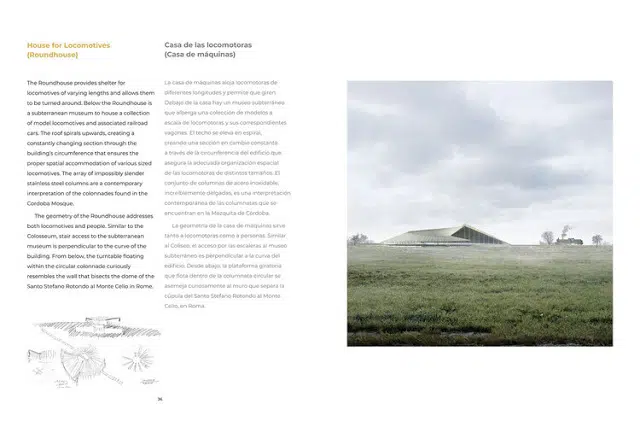 House for Locomotives
(Roundhouse)
The Roundhouse provides shelter for
locomotives of varying lengths and allows them
to be turned around. Below the Roundhouse is
a subterranean museum to house a collection
of model locomotives and associated railroad
cars. The roof spirals upwards, creating a
constantly changing section through the
building's circumference that ensures the
proper spatial accommodation of various sized
locomotives. The array of impossibly slender
stainless steel columns are a contemporary
interpretation of the colonnades found in the
Cordoba Mosque.
The geometry of the Roundhouse addresses
both locomotives and people. Similar to the
Colosseum, stair access to the subterranean
museum is perpendicular to the curve of the
building. From below, the turntable floating
within the circular colonnade curiously
resembles the wall that bisects the dome of the
Santo Stefano Rotondo al Monte Celio in Rome.
Casa de las locomotoras
(Casa de máquinas)
La casa de máquinas aloja locomotoras de
diferentes longitudes y permite que giren.
Debajo de la casa hay un museo subterráneo
que alberga una colección de modelos a
escala de locomotoras y sus correspondientes
vagones. El techo se eleva en espiral,
creando una sección en cambio constante
a través de la circunferencia del edificio que
asegura la adecuada organización espacial
de las locomotoras de distintos tamaños. El
conjunto de columnas de acero inoxidable,
increíblemente delgadas, es una interpretación
contemporánea de las columnatas que se
encuentran en la Mezquita de Córdoba.
La geometría de la casa de máquinas sirve
tanto a locomotoras como a personas. Similar
al Coliseo, el acceso por las escaleras al museo
subterráneo es perpendicular a la curva del
edificio. Desde abajo, la plataforma giratoria
que flota dentro de la columnata circular se
asemeja curiosamente al muro que separa la
cúpula del Santo Stefano Rotondo al Monte
Celio, en Roma.